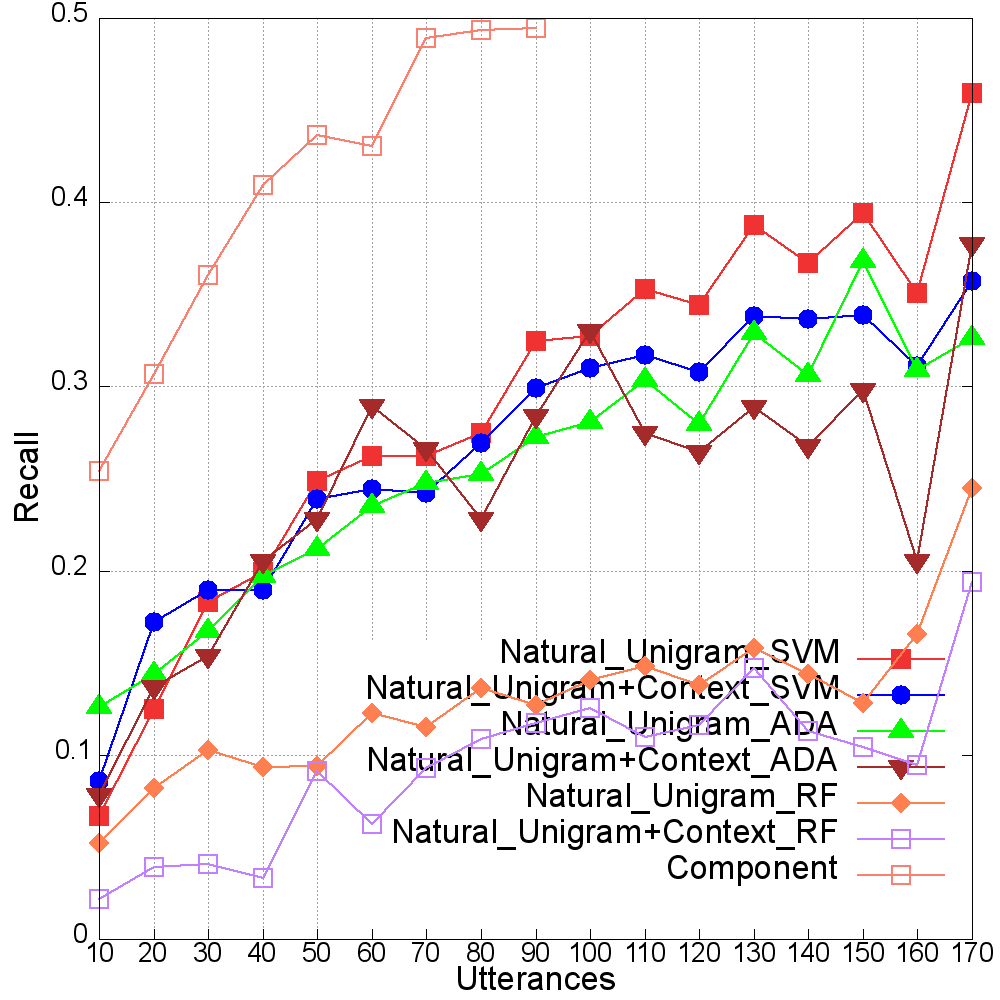 0.5
0.4
0.3
0.2
0.1
0
Recall
Natural_Unigram_SVM
Natural_Unigram+Context_SVM
Natural_Unigram_ADA
Natural_Unigram+Context_ADA
Natural_Unigram_RF
Natural_Unigram+Context_RF
Component
10 20 30 40 50 60 70 80 90 100 110 120 130 140 150 160 170
Utterances